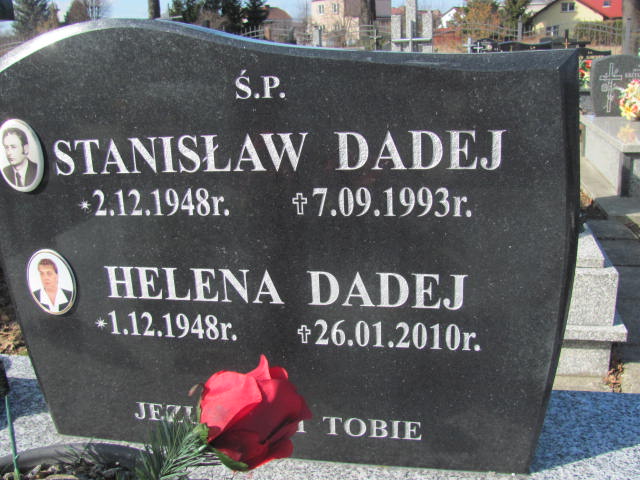 Ś.P.
STANISŁAW DADEJ
*2.12.1948r. †7.09.1993r.
HELENA DADEJ
*1.12.1948r. †26.01.2010r.
TOBIE